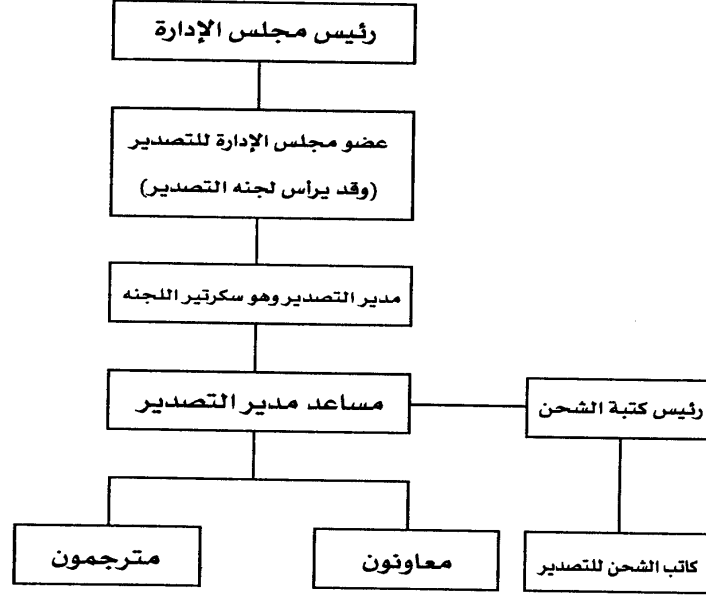 رئيس مجلس الإدارة
عضو مجلس الإدارة للتصدير
(وقد يرأس لجنه التصدير)
مدير التصدير وهو سكرتير اللجنه
مساعد مدير التصدير
رئيس كتبة الشحن
مترجمون
معاونون
كاتب الشحن للتصدير